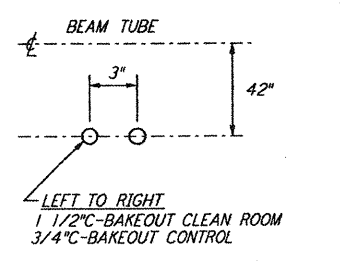 BEAM TUBE
℄
3"
42"
LEFT TO RIGHT
1 1/2"C-BAKEOUT CLEAN ROOM
3/4"C-BAKEOUT CONTROL